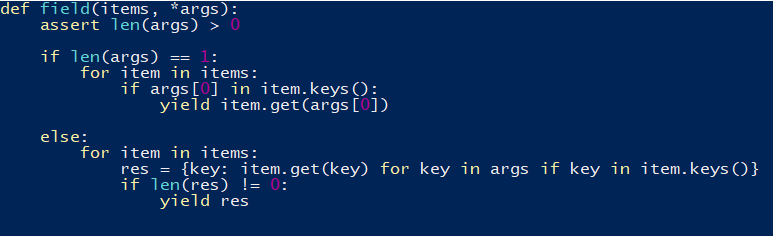 def field(items, *args):
    assert len(args) > 0

    if len(args) == 1:
        for item in items:
            if args[0] in item.keys():
                yield item.get(args[0])

    else:
        for item in items:
            res = {key: item.get(key) for key in args if key in item.keys()}
            if len(res) != 0:
                yield res